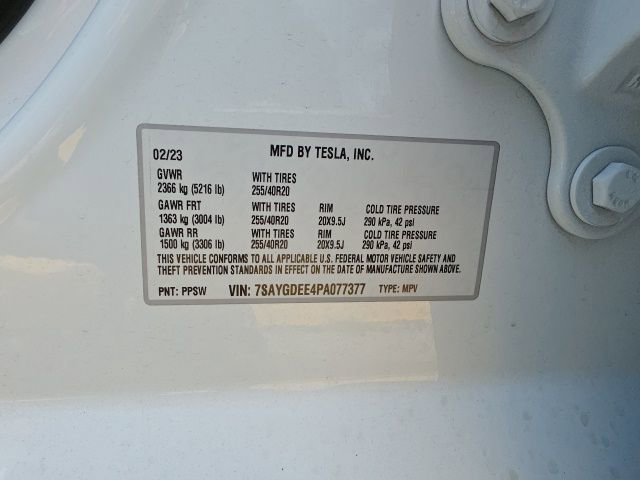 02/23 MFD BY TESLA, INC.
GVWR WITH TIRES
2366 kg (5216 lb) 255/40R20
GAWR FRT WITH TIRES RIM COLD TIRE PRESSURE
1363 kg (3004 lb) 255/40R20 20X9.5J 290 kPa, 42 psi
GAWR RR WITH TIRES RIM COLD TIRE PRESSURE
1500 kg (3306 lb) 255/40R20 20X9.5J 290 kPa, 42 psi
THIS VEHICLE CONFORMS TO ALL APPLICABLE U.S. FEDERAL MOTOR VEHICLE SAFETY AND
THEFT PREVENTION STANDARDS IN EFFECT ON THE DATE OF MANUFACTURE SHOWN ABOVE.
PNT: PPSW VIN: 7SAYGDEE4PA077377 TYPE: MPV